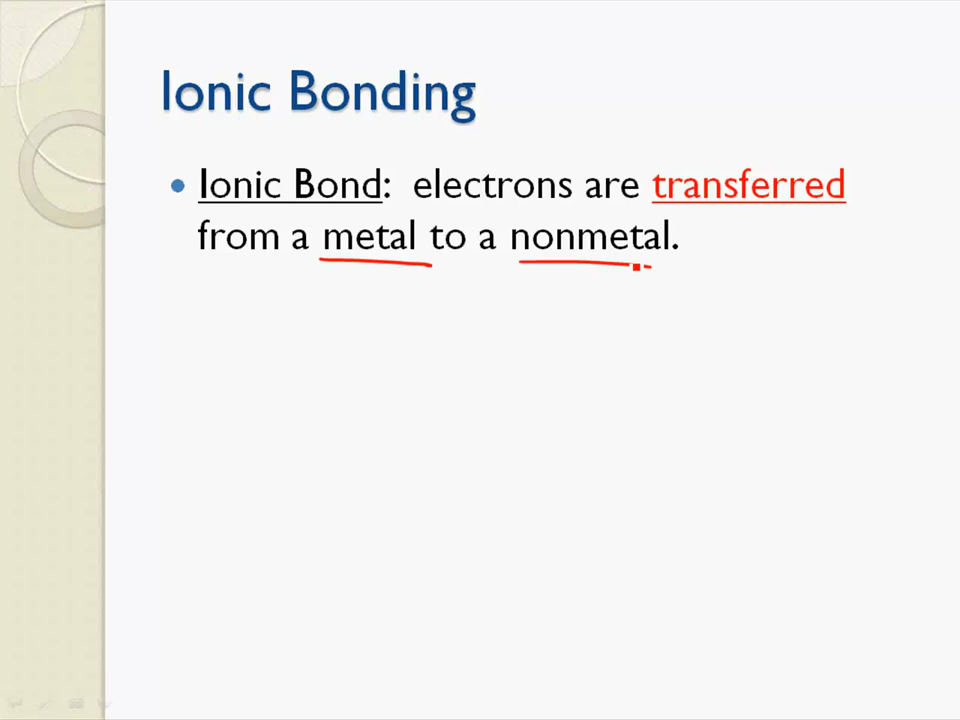 Ionic Bonding
Ionic Bond: electrons are transferred
from a metal to a nonmetal.